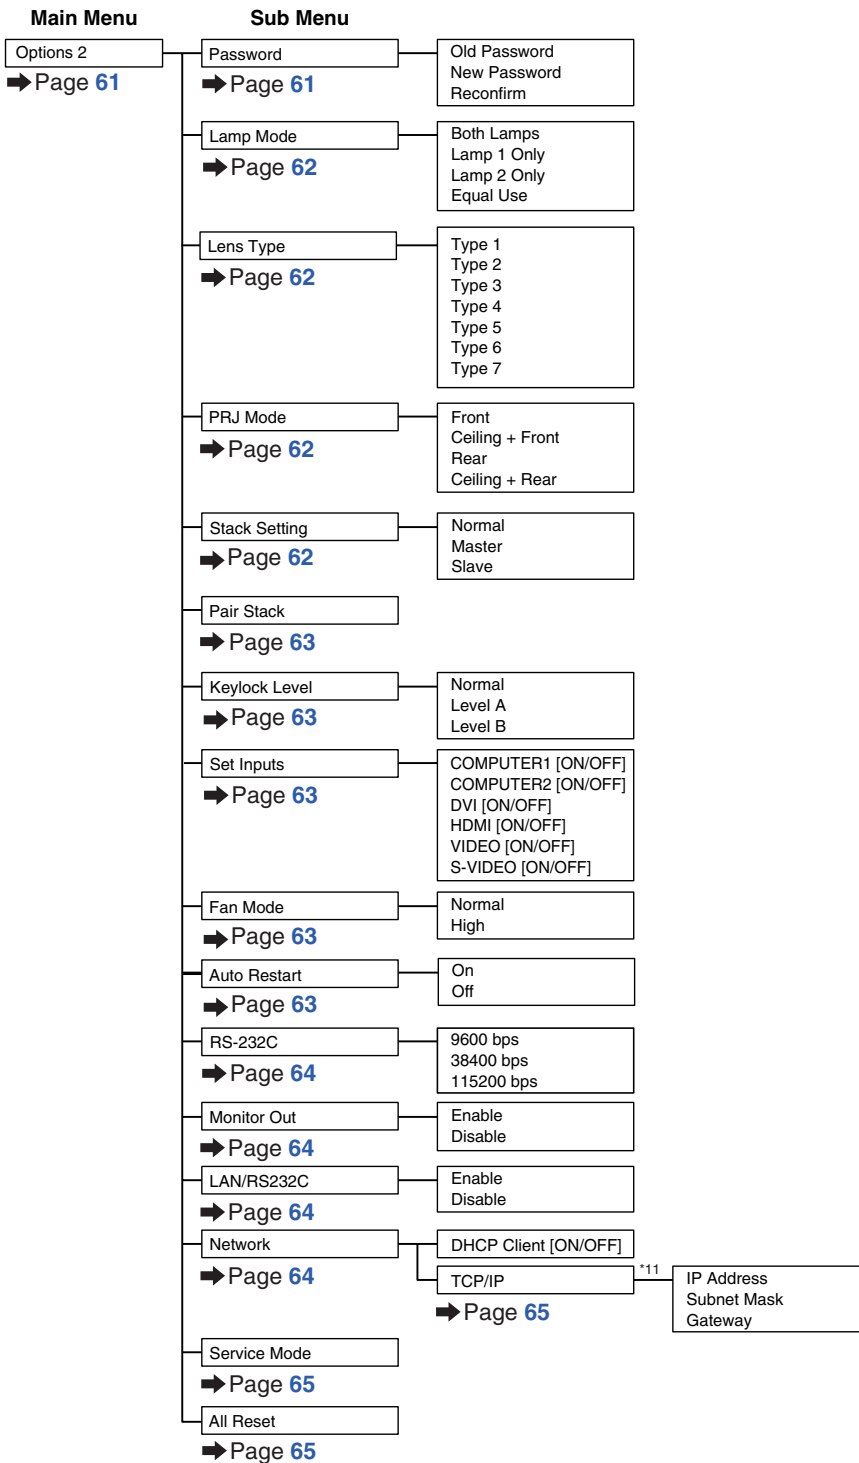 Main Menu
Sub Menu
Options 2
➡Page 61
Password
➡Page 61
Old Password
New Password
Reconfirm
Lamp Mode
➡Page 62
Both Lamps
Lamp 1 Only
Lamp 2 Only
Equal Use
Lens Type
➡Page 62
Type 1
Type 2
Type 3
Type 4
Type 5
Type 6
Type 7
PRJ Mode
➡Page 62
Front
Ceiling + Front
Rear
Ceiling + Rear
Stack Setting
➡Page 62
Normal
Master
Slave
Pair Stack
➡Page 63
Keylock Level
➡Page 63
Normal
Level A
Level B
Set Inputs
➡Page 63
COMPUTER1 [ON/OFF]
COMPUTER2 [ON/OFF]
DVI [ON/OFF]
HDMI [ON/OFF]
VIDEO [ON/OFF]
S-VIDEO [ON/OFF]
Fan Mode
➡Page 63
Normal
High
Auto Restart
➡Page 63
On
Off
RS-232C
➡Page 64
9600 bps
38400 bps
115200 bps
Monitor Out
➡Page 64
Enable
Disable
LAN/RS232C
➡Page 64
Enable
Disable
Network
➡Page 64
DHCP Client [ON/OFF]
TCP/IP
➡Page 65
*11
IP Address
Subnet Mask
Gateway
Service Mode
➡Page 65
All Reset
➡Page 65